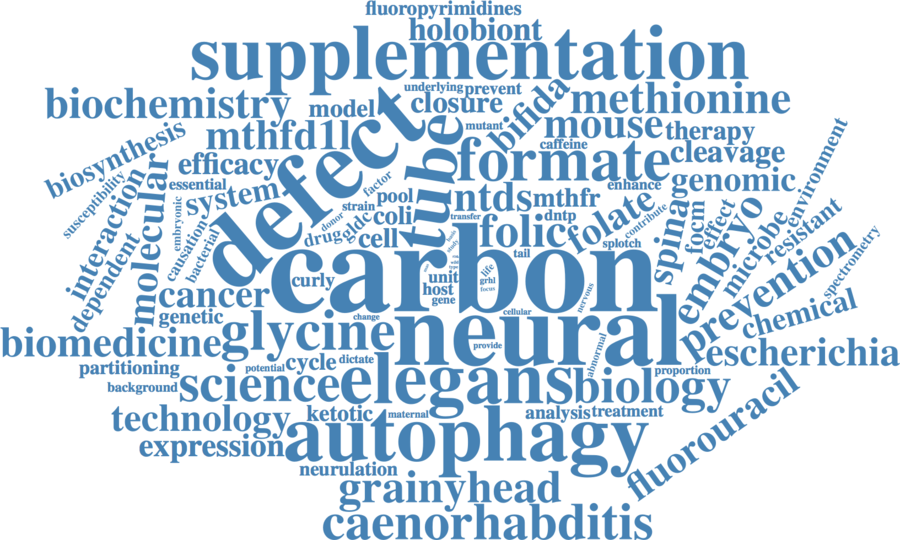 fluoropyrimidines
holobiont
supplementation
underlying
prevent
biochemistry
model
closure
bifida
methionine
mthfd1l
mutant
mouse
therapy
biosynthesis
efficacy
defect
tube
caffeine
formate
cleavage
susceptibility
essential
system
factor
pool
ntds
mthfr
enhance
genomic
environment
interaction
molecular
embryonic
strain
donor
coli
transfer
dntp
folate
contribute
spina
focm
effect
embryo
microbe
resistant
causation
bacterial
drug
gldc
cell
folic
splotch
tail
dependent
curly
carbon
unit
host
gene
life
grhl
focus
nervous
prevention
spectrometry
cancer
genetic
change
cellular
chemical
biomedicine
glycine
neural
provide
abnormal
escherichia
partitioning
potential
cycle
dictate
proportion
background
science
elegans
biology
technology
ketotic
maternal
analysis
treatment
fluorouracil
expression
autophagy
neurulation
grainyhead
caenorhabditis